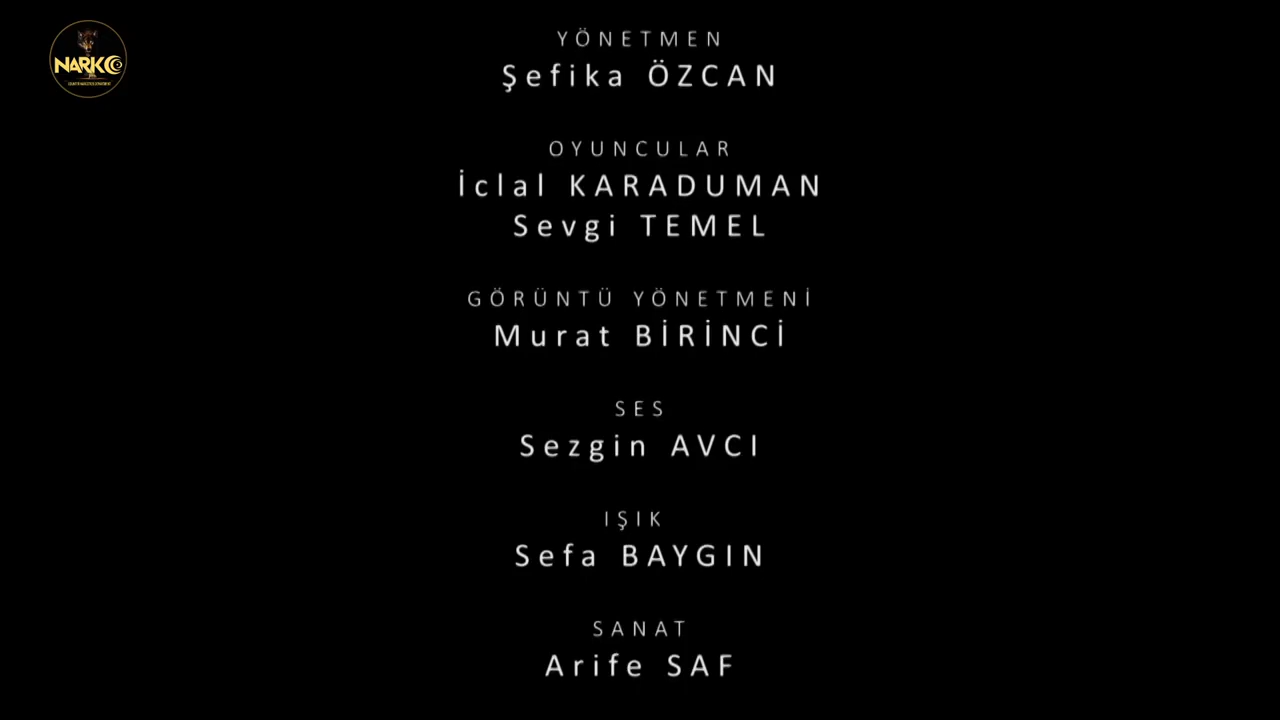 NARKO
YÖNETMEN
Şefika ÖZCAN
OYUNCULAR
İclal KARADUMAN
Sevgi TEMEL
GÖRÜNTÜ YÖNETMENİ
Murat BİRİNCİ
SES
Sezgin AVCI
IŞIK
Sefa BAYGIN
SANAT
Arife SAF